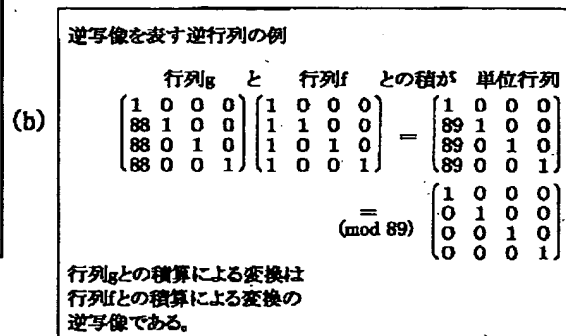 (b)
逆写像を表す逆行列の例
行列g と 行列f との積が 単位行列
(1 0 0 0) (1 0 0 0) (1 0 0 0)
(88 1 0 0) (1 1 0 0) = (89 1 0 0)
(88 0 1 0) (1 0 1 0) (89 0 1 0)
(88 0 0 1) (1 0 0 1) (89 0 0 1)
(1 0 0 0)
= (0 1 0 0)
(mod 89) (0 0 1 0)
(0 0 0 1)
行列gとの積算による変換は
行列fとの積算による変換の
逆写像である。